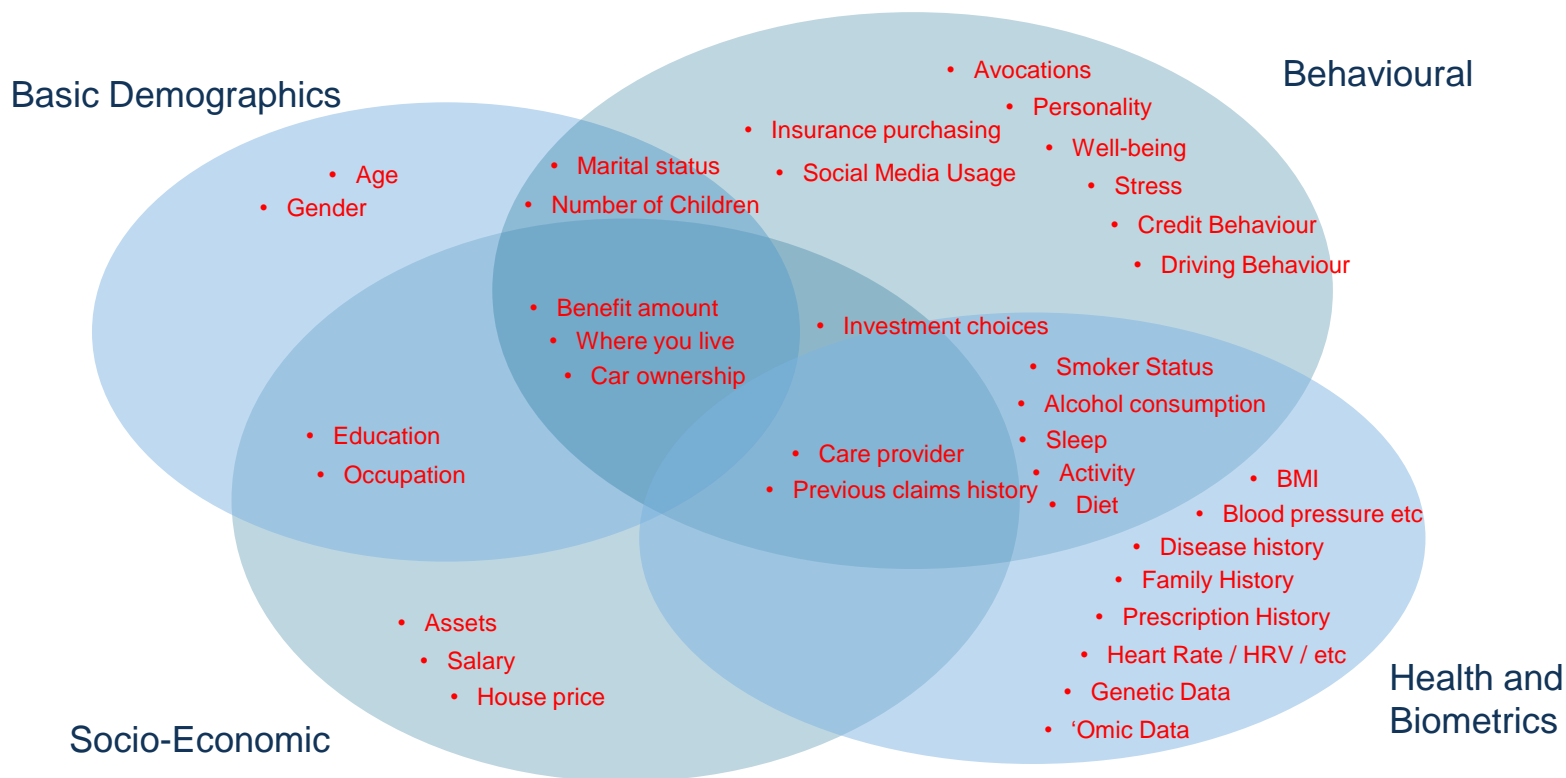 Basic Demographics
• Age
• Gender
• Marital status
• Number of Children
Behavioural
• Avocations
• Personality
• Insurance purchasing
• Well-being
• Social Media Usage
• Stress
• Credit Behaviour
• Driving Behaviour
• Benefit amount
• Where you live
• Car ownership
• Investment choices
• Smoker Status
• Alcohol consumption
• Sleep
• Activity
• Diet
• Education
• Occupation
• Care provider
• Previous claims history
• BMI
• Blood pressure etc
• Disease history
• Family History
• Prescription History
• Heart Rate / HRV / etc
• Genetic Data
• ‘Omic Data
Health and
Biometrics
• Assets
• Salary
• House price
Socio-Economic